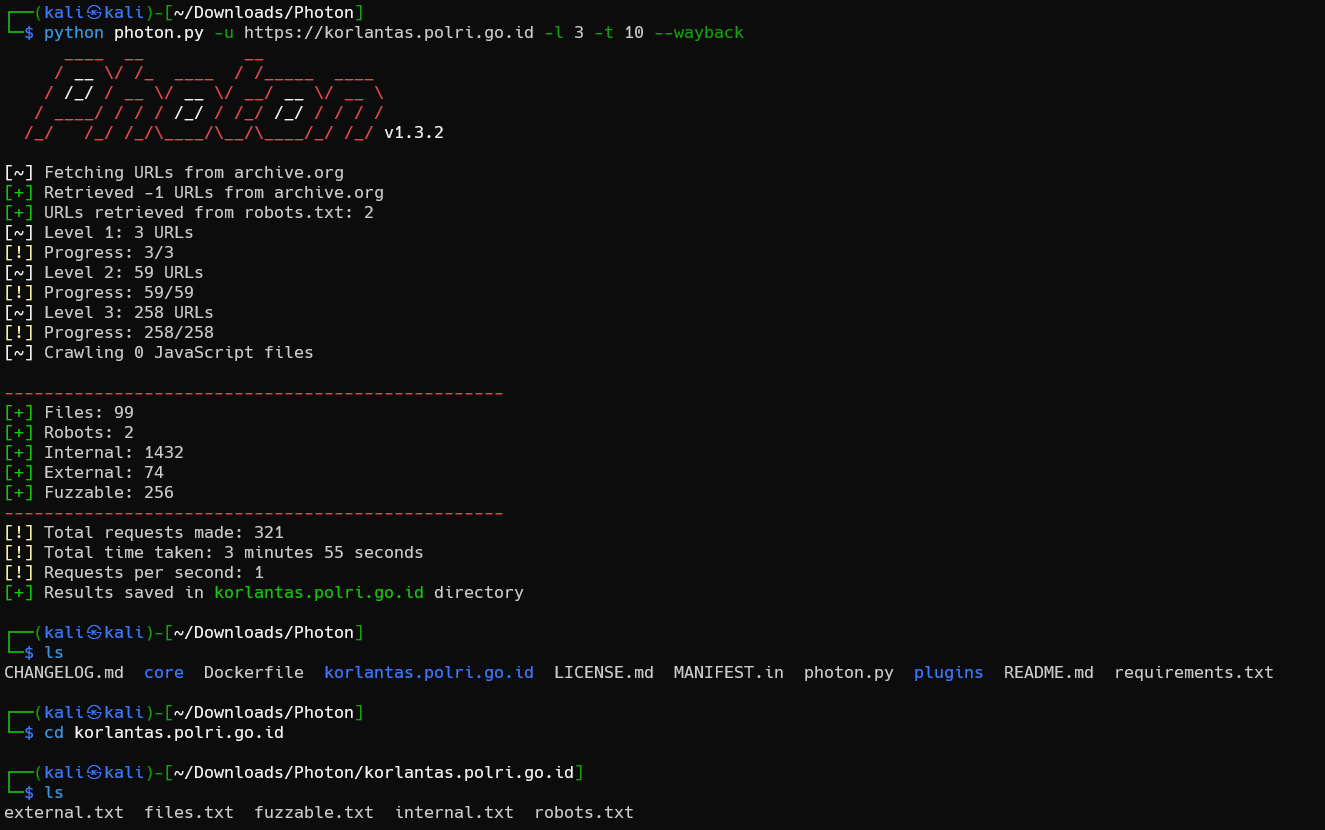 ┌──(kali㉿kali)-[~/Downloads/Photon]
└─$ python photon.py -u https://korlantas.polri.go.id -l 3 -t 10 --wayback
      ____  __          __
     / __ \/ /_  ____  / /_____  ____
    / /_/ / __ \/ __ \/ __/ __ \/ __ \
   / ____/ / / / /_/ / /_/ /_/ / / / /
  /_/   /_/ /_/\____/\__/\____/_/ /_/ v1.3.2
[~] Fetching URLs from archive.org
[+] Retrieved -1 URLs from archive.org
[+] URLs retrieved from robots.txt: 2
[~] Level 1: 3 URLs
[!] Progress: 3/3
[~] Level 2: 59 URLs
[!] Progress: 59/59
[~] Level 3: 258 URLs
[!] Progress: 258/258
[~] Crawling 0 JavaScript files
--------------------------------------------------
[+] Files: 99
[+] Robots: 2
[+] Internal: 1432
[+] External: 74
[+] Fuzzable: 256
--------------------------------------------------
[!] Total requests made: 321
[!] Total time taken: 3 minutes 55 seconds
[!] Requests per second: 1
[+] Results saved in korlantas.polri.go.id directory
┌──(kali㉿kali)-[~/Downloads/Photon]
└─$ ls
CHANGELOG.md  core  Dockerfile  korlantas.polri.go.id  LICENSE.md  MANIFEST.in  photon.py  plugins  README.md  requirements.txt
┌──(kali㉿kali)-[~/Downloads/Photon]
└─$ cd korlantas.polri.go.id
┌──(kali㉿kali)-[~/Downloads/Photon/korlantas.polri.go.id]
└─$ ls
external.txt  files.txt  fuzzable.txt  internal.txt  robots.txt